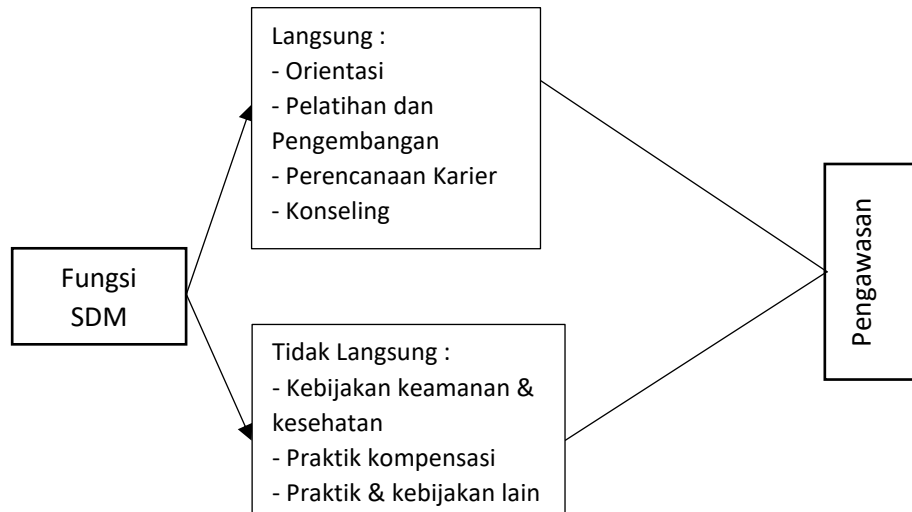 Langsung :
- Orientasi
- Pelatihan dan
Pengembangan
- Perencanaan Karier
- Konseling
Fungsi
SDM
Tidak Langsung :
- Kebijakan keamanan &
kesehatan
- Praktik kompensasi
- Praktik & kebijakan lain
Pengawasan